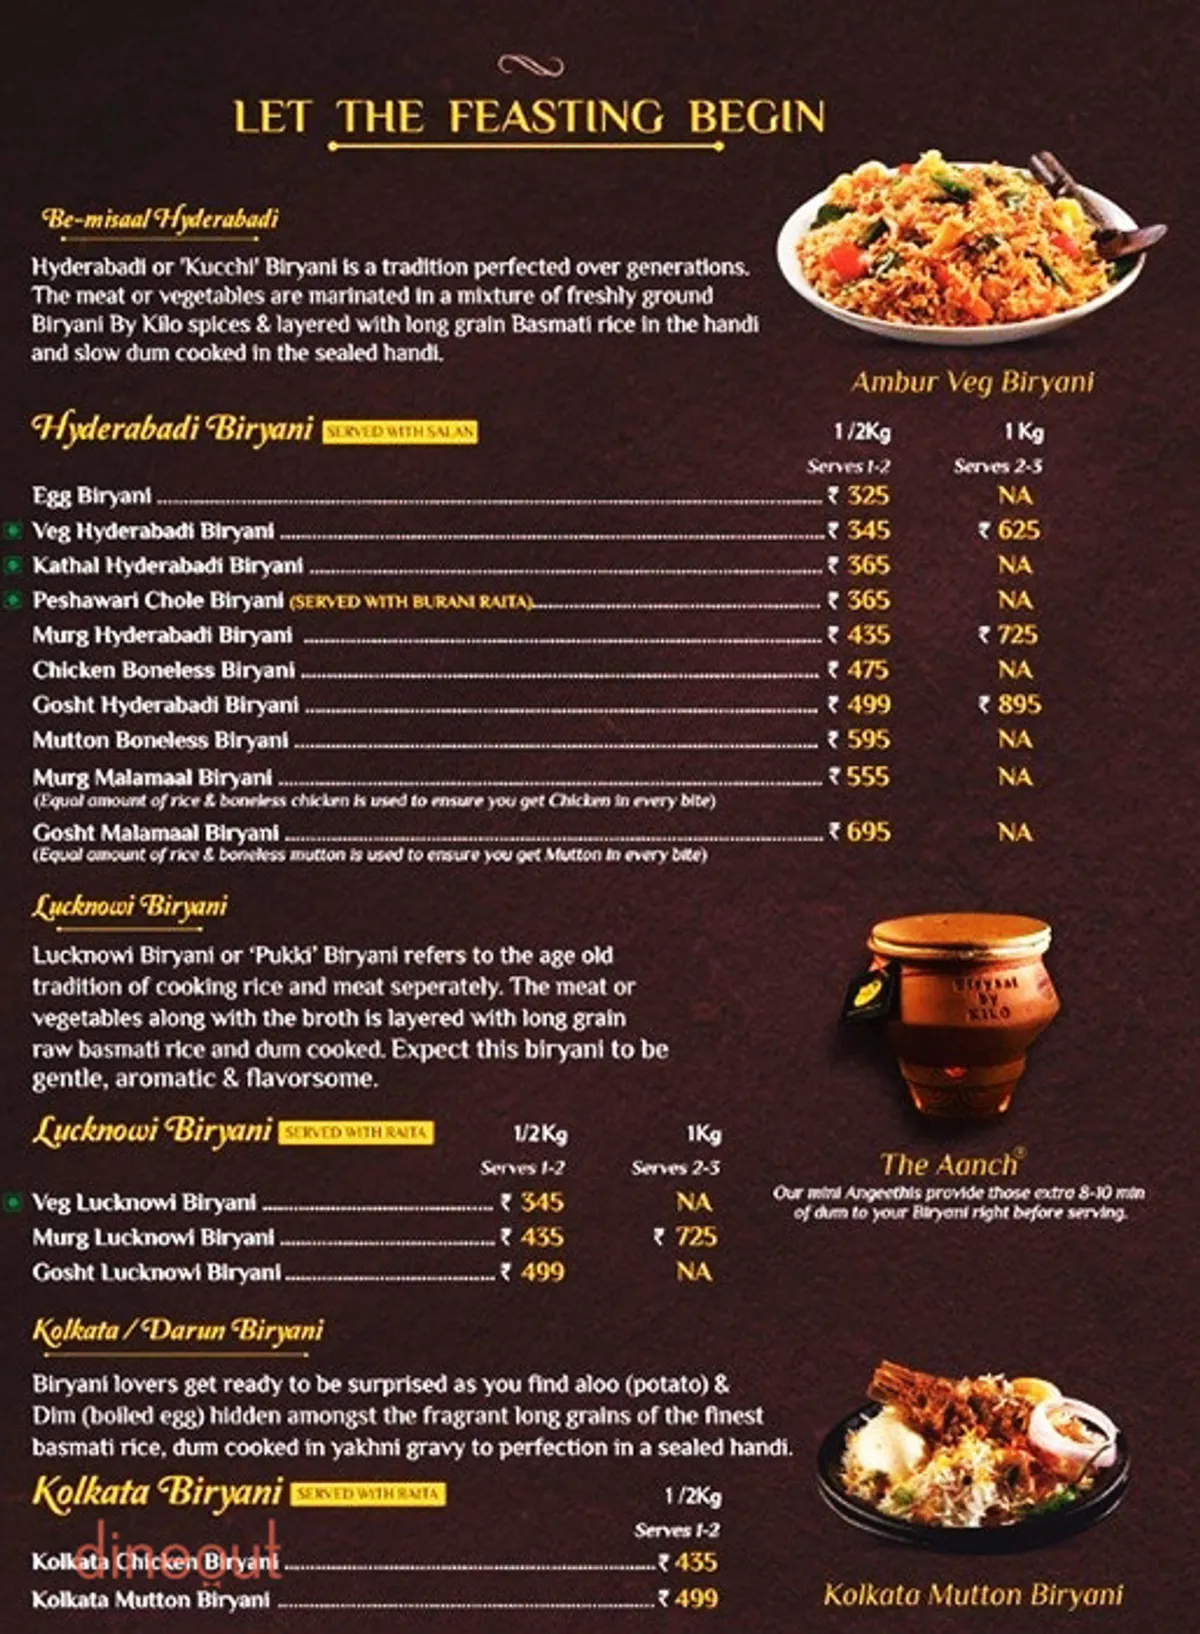 LET THE FEASTING BEGIN
Be-misaal Hyderabadi
Hyderabadi or 'Kucchi' Biryani is a tradition perfected over generations.
The meat or vegetables are marinated in a mixture of freshly ground
Biryani By Kilo spices & layered with long grain Basmati rice in the handi
and slow dum cooked in the sealed handi.
Ambur Veg Biryani
Hyderabadi Biryani SERVED WITH SALAN 1/2Kg 1 Kg
Serves 1-2 Serves 2-3
Egg Biryani ₹ 325 NA
Veg Hyderabadi Biryani ₹ 345 ₹ 625
Kathal Hyderabadi Biryani ₹ 365 NA
Peshawari Chole Biryani (SERVED WITH BURANI RAITA) ₹ 365 NA
Murg Hyderabadi Biryani ₹ 435 ₹ 725
Chicken Boneless Biryani ₹ 475 NA
Gosht Hyderabadi Biryani ₹ 499 ₹ 895
Mutton Boneless Biryani ₹ 595 NA
Murg Malamaal Biryani ₹ 555 NA
(Equal amount of rice & boneless chicken is used to ensure you get Chicken in every bite)
Gosht Malamaal Biryani ₹ 695 NA
(Equal amount of rice & boneless mutton is used to ensure you get Mutton in every bite)
Lucknowi Biryani
Lucknowi Biryani or 'Pukki' Biryani refers to the age old
tradition of cooking rice and meat seperately. The meat or
vegetables along with the broth is layered with long grain
raw basmati rice and dum cooked. Expect this biryani to be
gentle, aromatic & flavorsome.
Biryani
by
KILO
The Aanch®
Our mini Angeethis provide those extra 8-10 min
of dum to your Biryani right before serving.
Lucknowi Biryani SERVED WITH RAITA 1/2Kg 1Kg
Serves 1-2 Serves 2-3
Veg Lucknowi Biryani ₹ 345 NA
Murg Lucknowi Biryani ₹ 435 ₹ 725
Gosht Lucknowi Biryani ₹ 499 NA
Kolkata / Darun Biryani
Biryani lovers get ready to be surprised as you find aloo (potato) &
Dim (boiled egg) hidden amongst the fragrant long grains of the finest
basmati rice, dum cooked in yakhni gravy to perfection in a sealed handi.
Kolkata Biryani SERVED WITH RAITA 1/2Kg
Serves 1-2
Kolkata Chicken Biryani ₹ 435
Kolkata Mutton Biryani ₹ 499
Kolkata Mutton Biryani
dineout